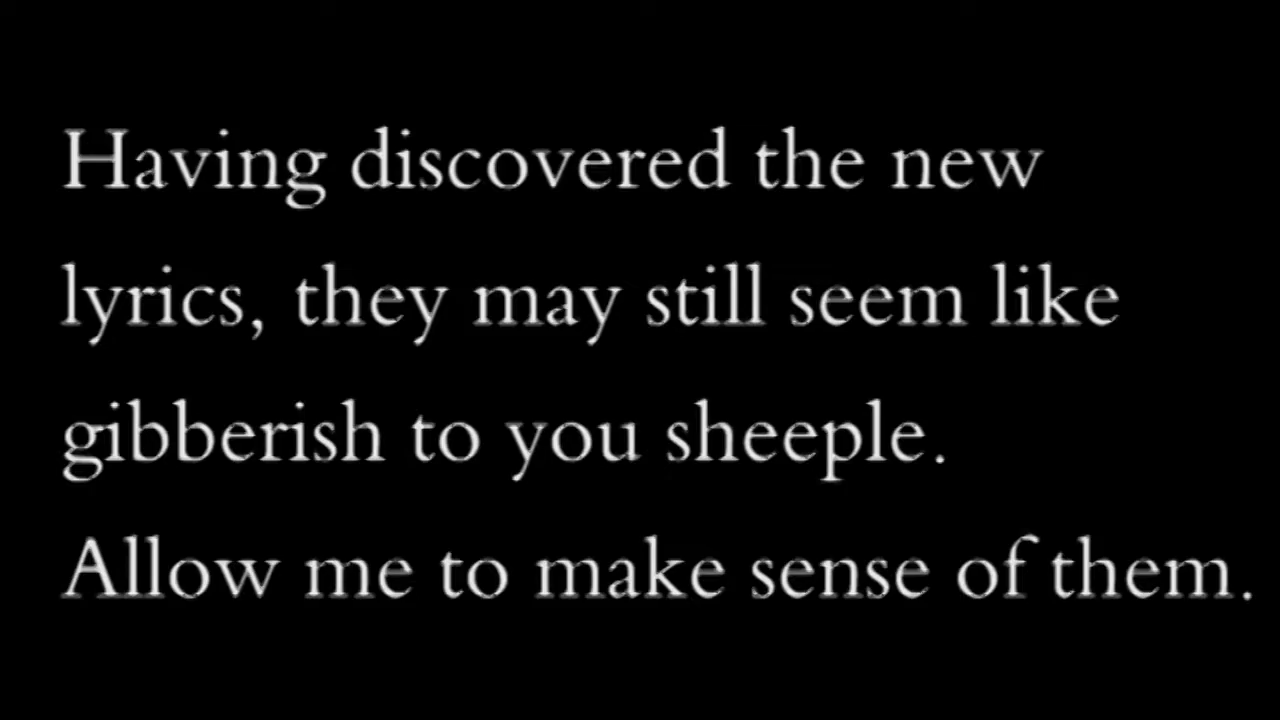 Having discovered the new
lyrics, they may still seem like
gibberish to you sheeple.
Allow me to make sense of them.